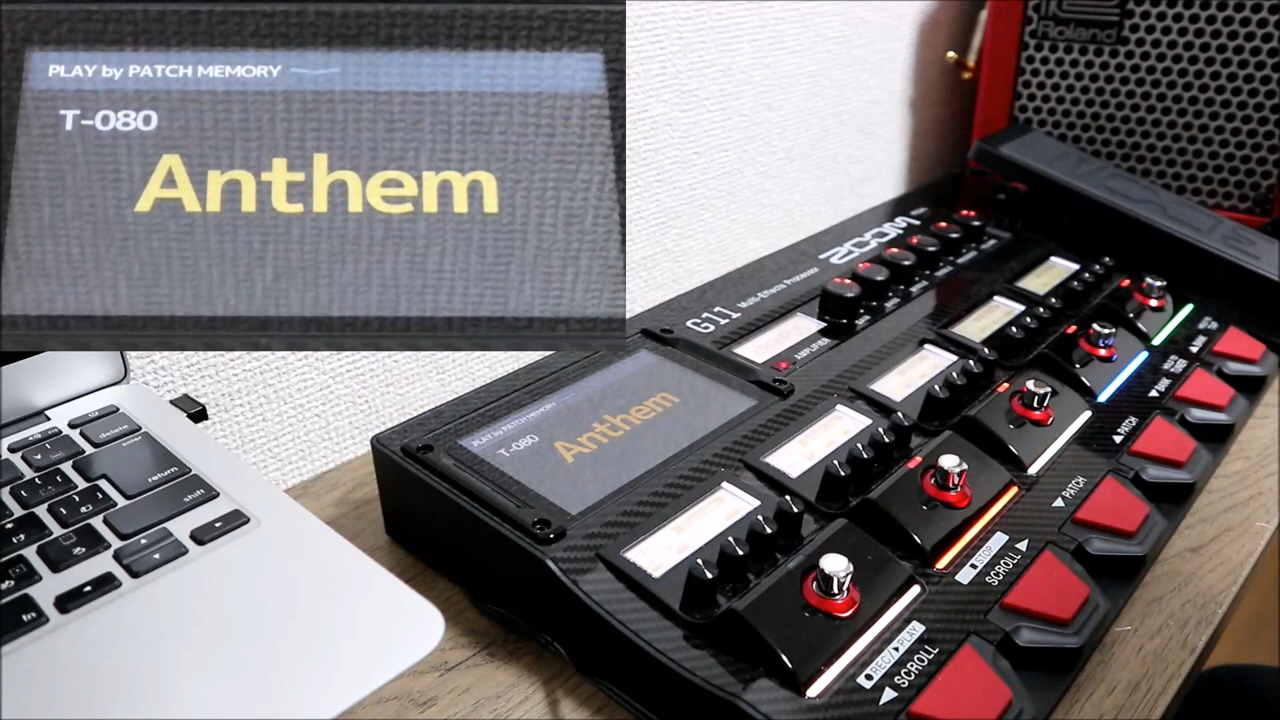 PLAY by PATCH MEMORY
T-080
Anthem
Roland
ZOOM
G11 Multi-Effects Processor
AMPLIFIER
PLAY by PATCH MEMORY
T-080
Anthem
delete
enter
return
shift
fn
▲ PATCH
▼ PATCH
■STOP
SCROLL ▶
●REC/▶PLAY
◀ SCROLL